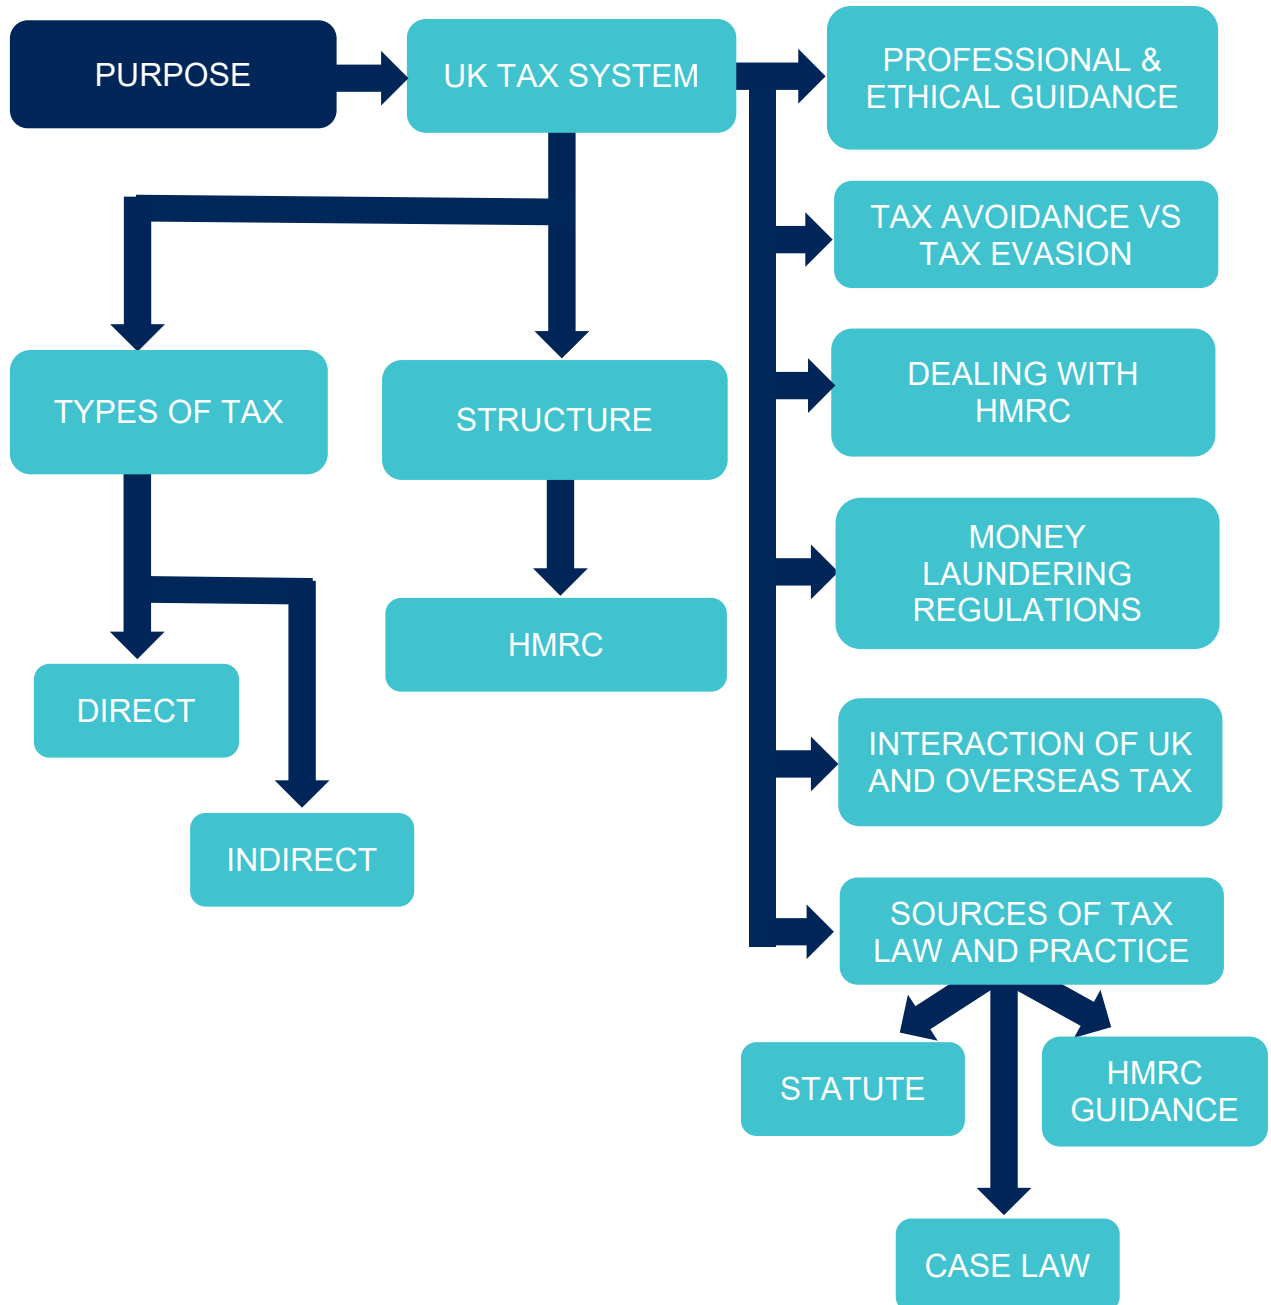 PURPOSE
UK TAX SYSTEM
PROFESSIONAL &
ETHICAL GUIDANCE
TAX AVOIDANCE VS
TAX EVASION
TYPES OF TAX
STRUCTURE
DEALING WITH
HMRC
MONEY
LAUNDERING
REGULATIONS
HMRC
DIRECT
INTERACTION OF UK
AND OVERSEAS TAX
INDIRECT
SOURCES OF TAX
LAW AND PRACTICE
STATUTE
HMRC
GUIDANCE
CASE LAW